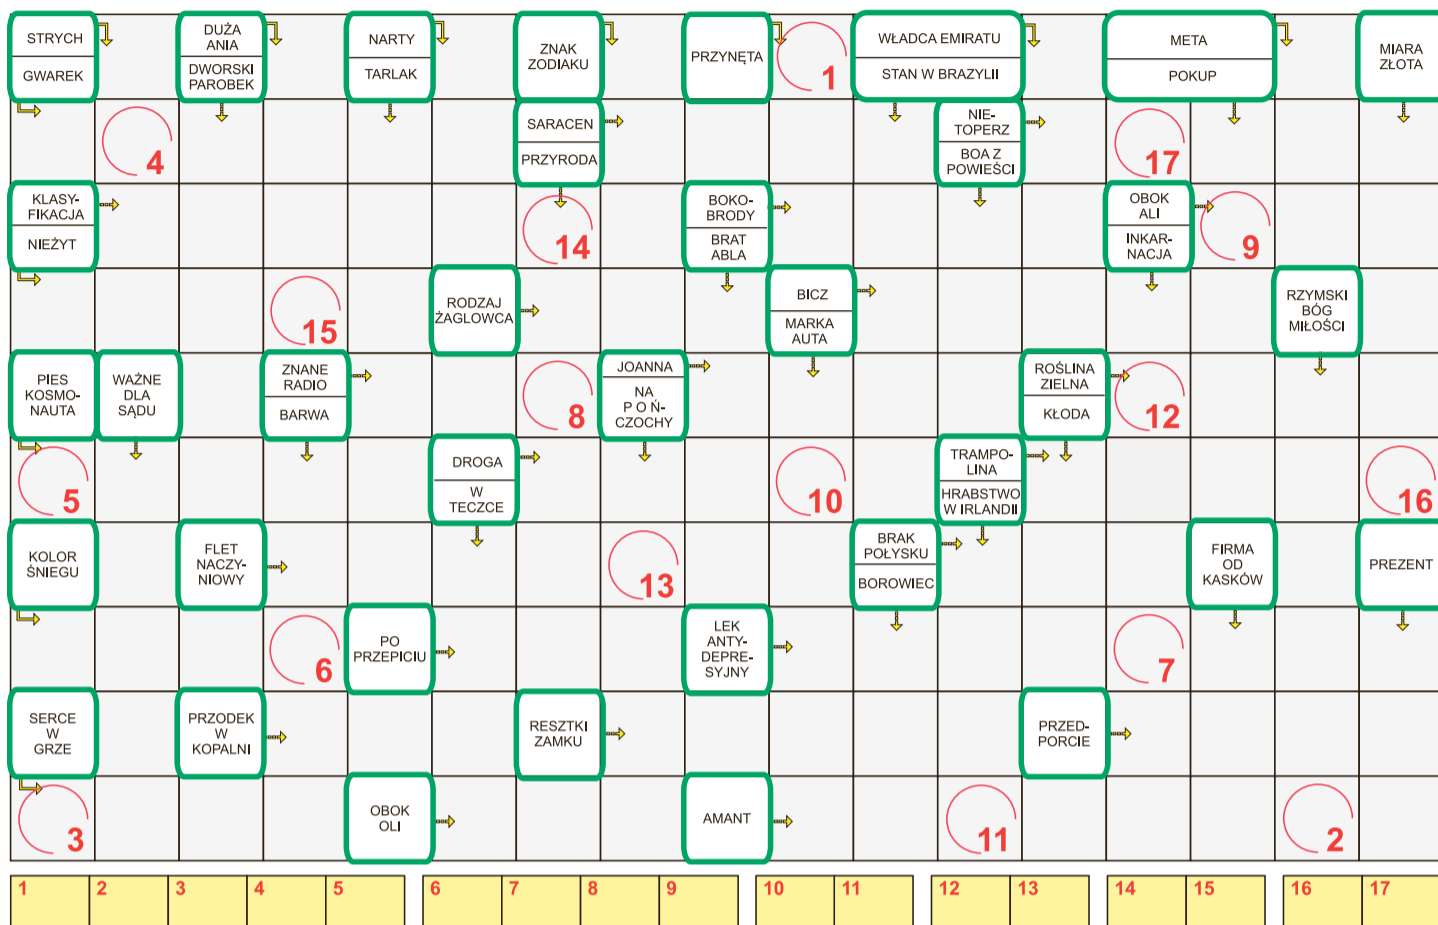 STRYCH
GWAREK
DUŻA
ANIA
DWORSKI
PAROBEK
NARTY
TARLAK
ZNAK
ZODIAKU
PRZYNĘTA
1
WŁADCA EMIRATU
STAN W BRAZYLII
META
POKUP
MIARA
ZŁOTA
4
SARACEN
PRZYRODA
NIE-
TOPERZ
BOA Z
POWIEŚCI
17
KLASY-
FIKACJA
NIEŻYT
14
BOKO-
BRODY
BRAT
ABLA
OBOK
ALI
INKAR-
NACJA
9
15
RODZAJ
ŻAGLOWCA
BICZ
MARKA
AUTA
RZYMSKI
BÓG
MIŁOŚCI
PIES
KOSMO-
NAUTA
WAŻNE
DLA
SĄDU
ZNANE
RADIO
BARWA
8
JOANNA
NA
P O Ń-
CZOCHY
ROŚLINA
ZIELNA
KŁODA
12
5
DROGA
W
TECZCE
10
TRAMPO-
LINA
HRABSTWO
W IRLANDII
16
KOLOR
ŚNIEGU
FLET
NACZY-
NIOWY
13
BRAK
POŁYSKU
BOROWIEC
FIRMA
OD
KASKÓW
PREZENT
6
PO
PRZEPICIU
LEK
ANTY-
DEPRE-
SYJNY
7
SERCE
W
GRZE
PRZODEK
W
KOPALNI
RESZTKI
ZAMKU
PRZED-
PORCIE
3
OBOK
OLI
AMANT
11
2
1 2 3 4 5 6 7 8 9 10 11 12 13 14 15 16 17